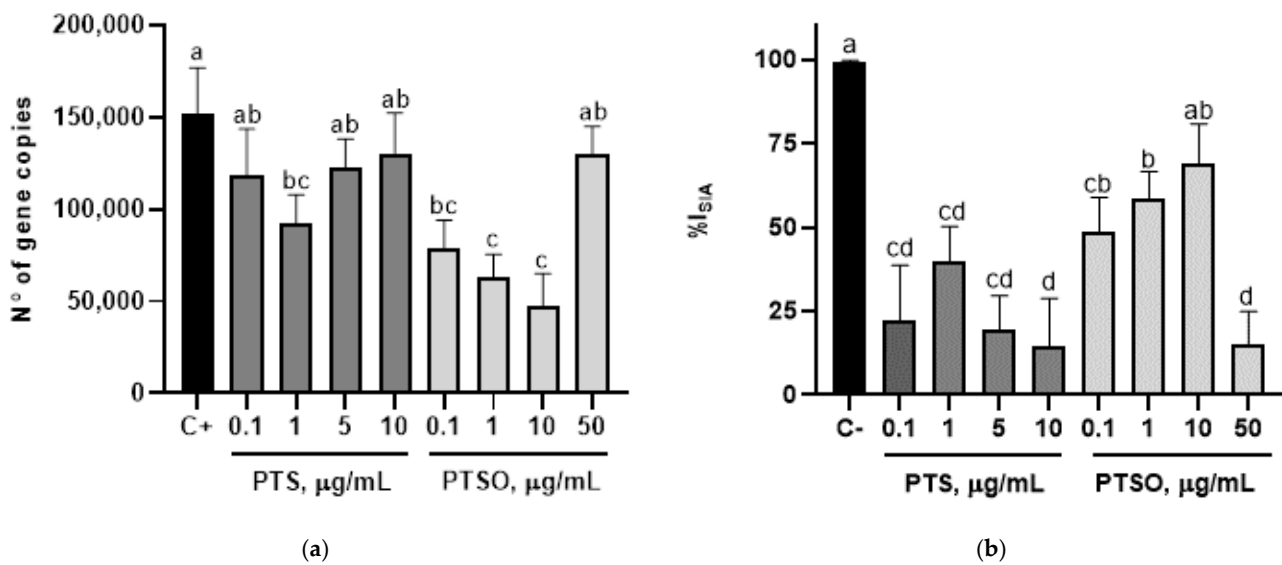 200,000
150,000
100,000
50,000
0
N° of gene copies
a
ab
bc
ab
ab
bc
c
c
ab
C+ 0.1 1 5 10 0.1 1 10 50
PTS, μg/mL PTSO, μg/mL
(a)
100
75
50
25
0
%I_SIA
a
cd
cd
cd
d
cb
b
ab
d
C- 0.1 1 5 10 0.1 1 10 50
PTS, μg/mL PTSO, μg/mL
(b)